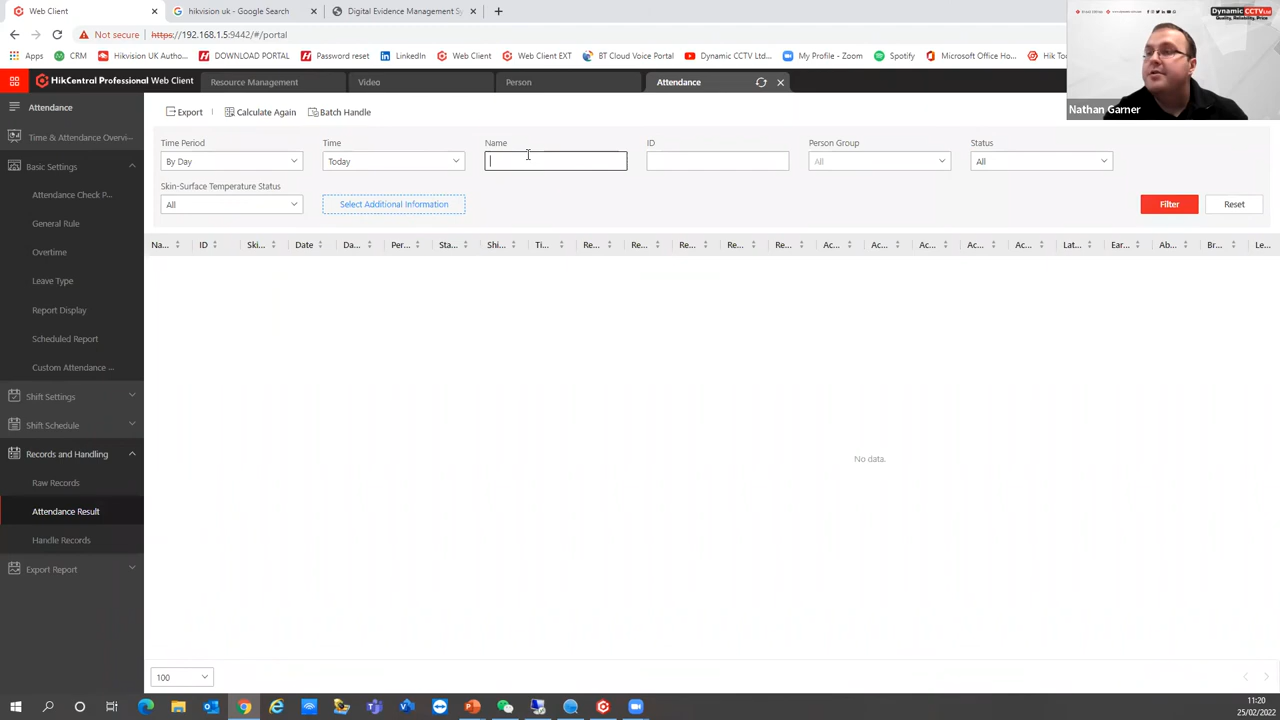 Web Client
hikvision uk - Google Search
Digital Evidence Management Sy
Not secure
https://192.168.1.5:9442/#/portal
Apps
CRM
Hikvision UK Autho...
DOWNLOAD PORTAL
Password reset
LinkedIn
Web Client
Web Client EXT
BT Cloud Voice Portal
Dynamic CCTV Ltd...
My Profile - Zoom
Spotify
Microsoft Office Ho...
Hik To
HikCentral Professional Web Client
Resource Management
Video
Person
Attendance
Dynamic CCTV Ltd
Quality, Reliability, Price
Nathan Garner
Attendance
Time & Attendance Overvi...
Basic Settings
Attendance Check P...
General Rule
Overtime
Leave Type
Report Display
Scheduled Report
Custom Attendance ...
Shift Settings
Shift Schedule
Records and Handling
Raw Records
Attendance Result
Handle Records
Export Report
Export
Calculate Again
Batch Handle
Time Period
Time
Name
ID
Person Group
Status
By Day
Today
All
All
Skin-Surface Temperature Status
All
Select Additional Information
Filter
Reset
Na... ID Ski... Date Da... Per... Sta... Shi... Ti... Re... Re... Re... Re... Re... Ac... Ac... Ac... Ac... Ac... Lat... Ear... Ab... Br... Le...
No data.
100
11:20
25/02/2022